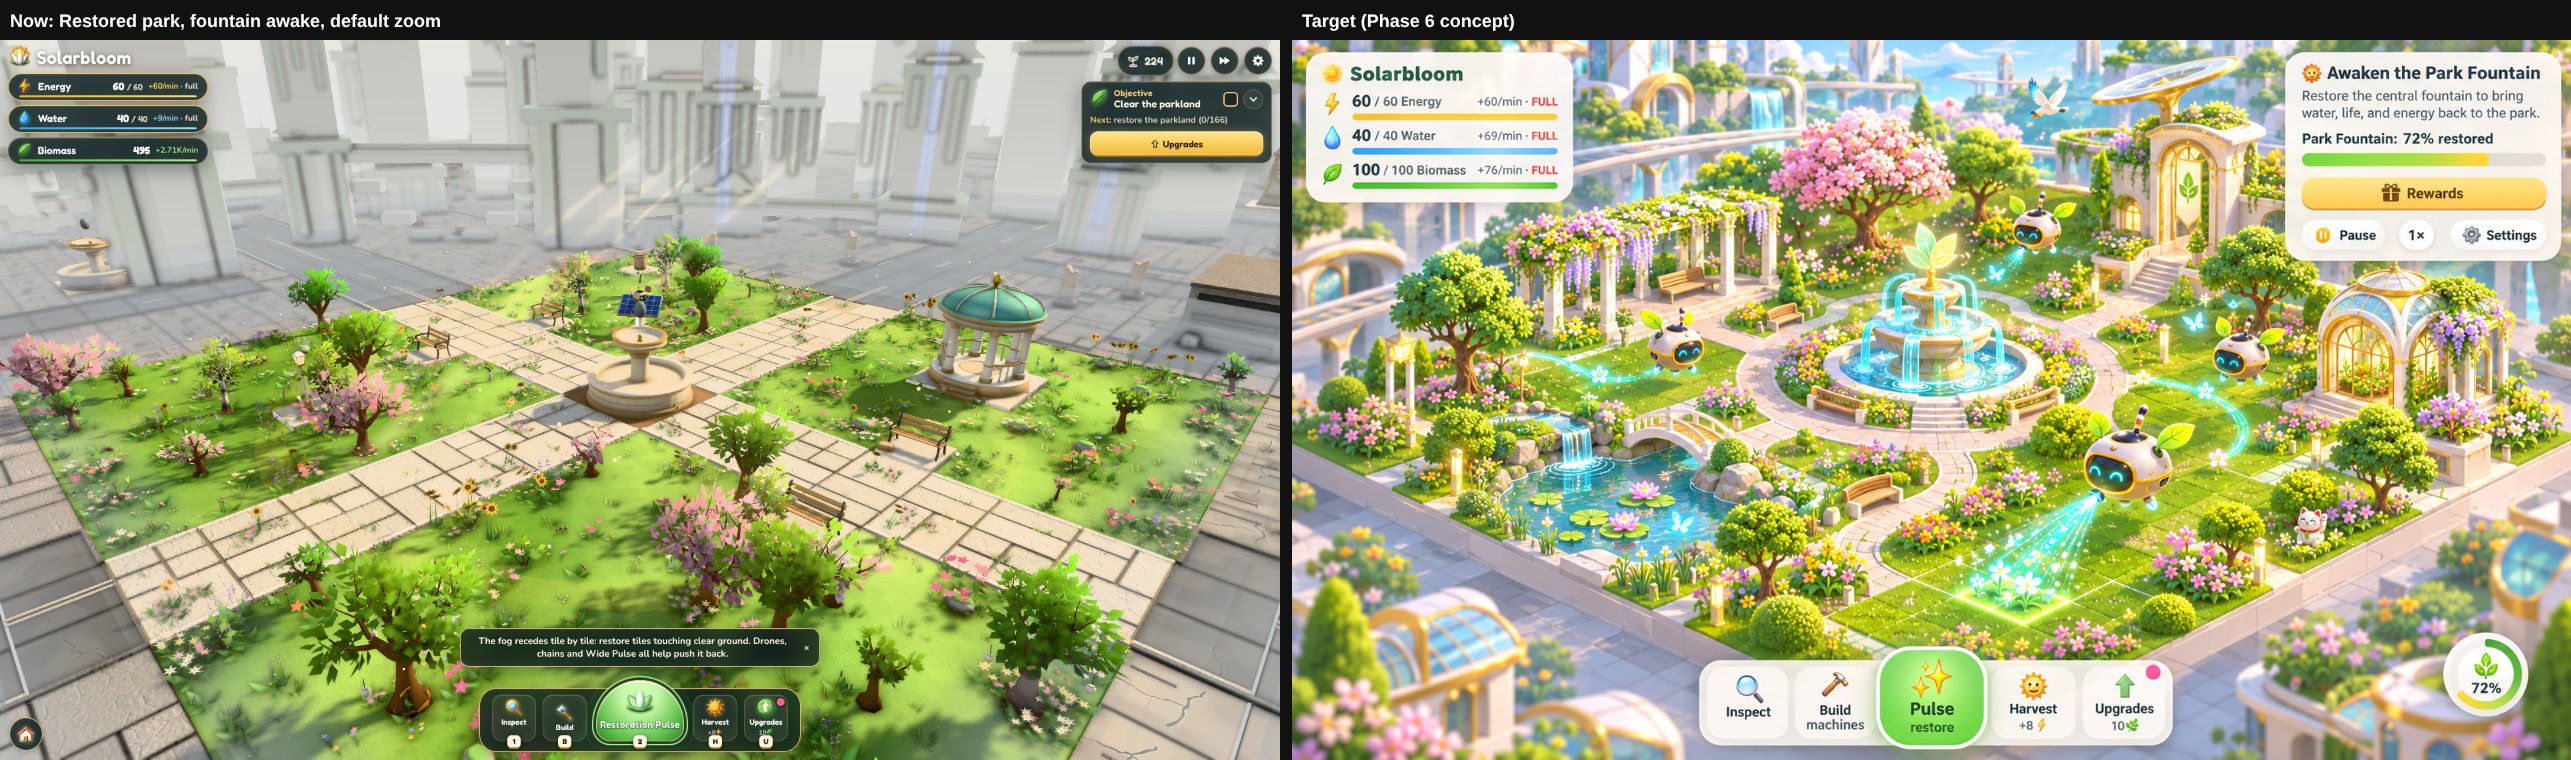 Now: Restored park, fountain awake, default zoom
Solarbloom
Energy 60 / 60 +60/min · full
Water 40 / 40 +9/min · full
Biomass 495 +2.71K/min
224
Objective
Clear the parkland
Next: restore the parkland (0/166)
Upgrades
The fog recedes tile by tile: restore tiles touching clear ground. Drones,
chains and Wide Pulse all help push it back.
×
Inspect
1
Build
B
Restoration Pulse
2
Harvest
H
Upgrades
U
Target (Phase 6 concept)
Solarbloom
60 / 60 Energy +60/min · FULL
40 / 40 Water +69/min · FULL
100 / 100 Biomass +76/min · FULL
Awaken the Park Fountain
Restore the central fountain to bring
water, life, and energy back to the park.
Park Fountain: 72% restored
Rewards
Pause
1×
Settings
Inspect
Build
machines
Pulse
restore
Harvest
+8
Upgrades
10
72%